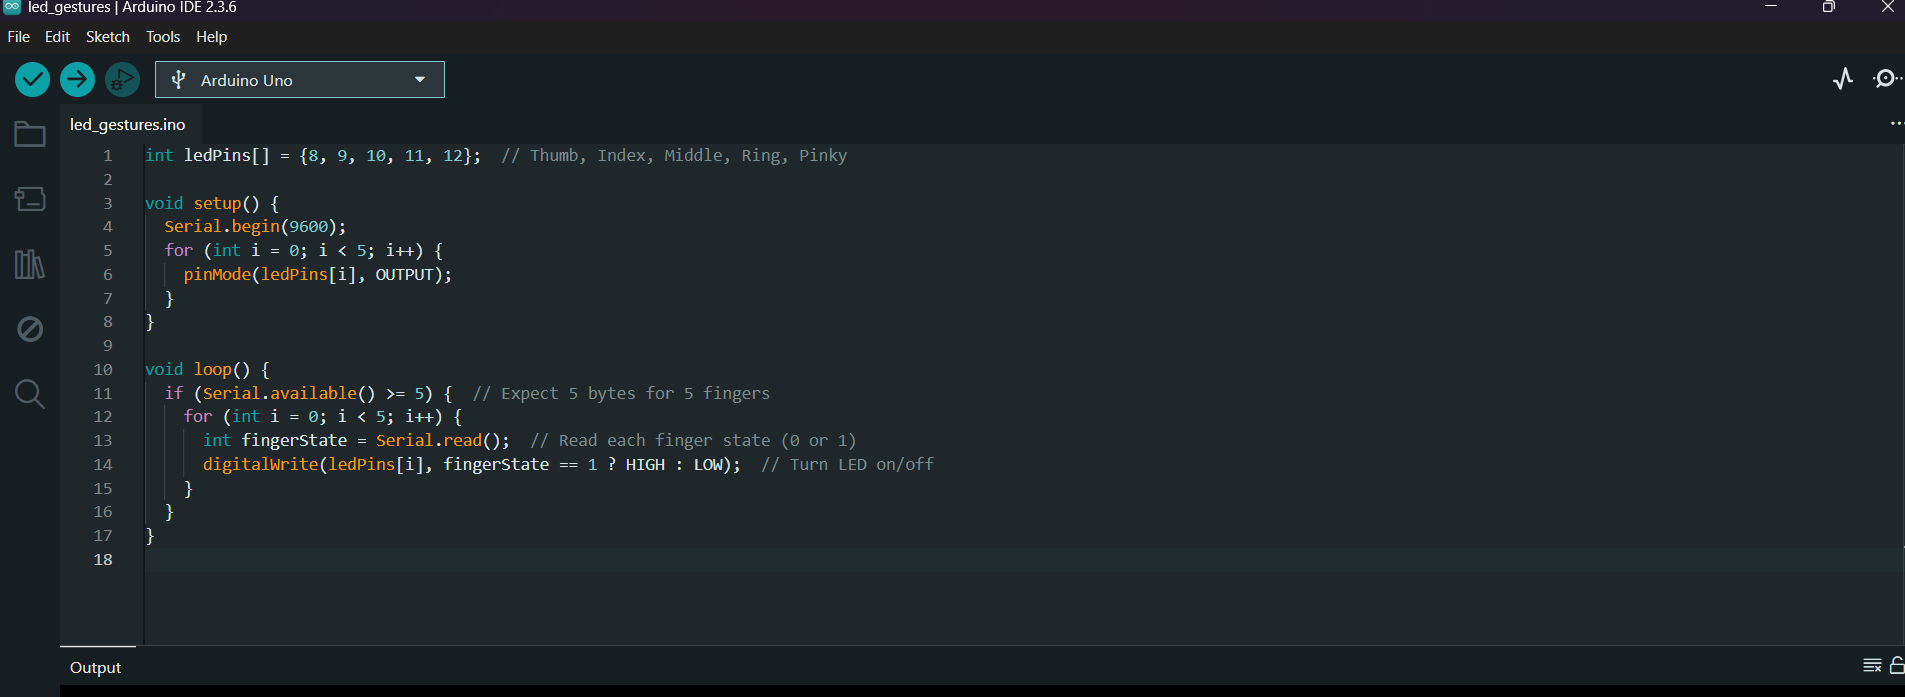 led_gestures | Arduino IDE 2.3.6
File Edit Sketch Tools Help
Arduino Uno
led_gestures.ino
1 int ledPins[] = {8, 9, 10, 11, 12}; // Thumb, Index, Middle, Ring, Pinky
2
3 void setup() {
4 Serial.begin(9600);
5 for (int i = 0; i < 5; i++) {
6 pinMode(ledPins[i], OUTPUT);
7 }
8 }
9
10 void loop() {
11 if (Serial.available() >= 5) { // Expect 5 bytes for 5 fingers
12 for (int i = 0; i < 5; i++) {
13 int fingerState = Serial.read(); // Read each finger state (0 or 1)
14 digitalWrite(ledPins[i], fingerState == 1 ? HIGH : LOW); // Turn LED on/off
15 }
16 }
17 }
18
Output